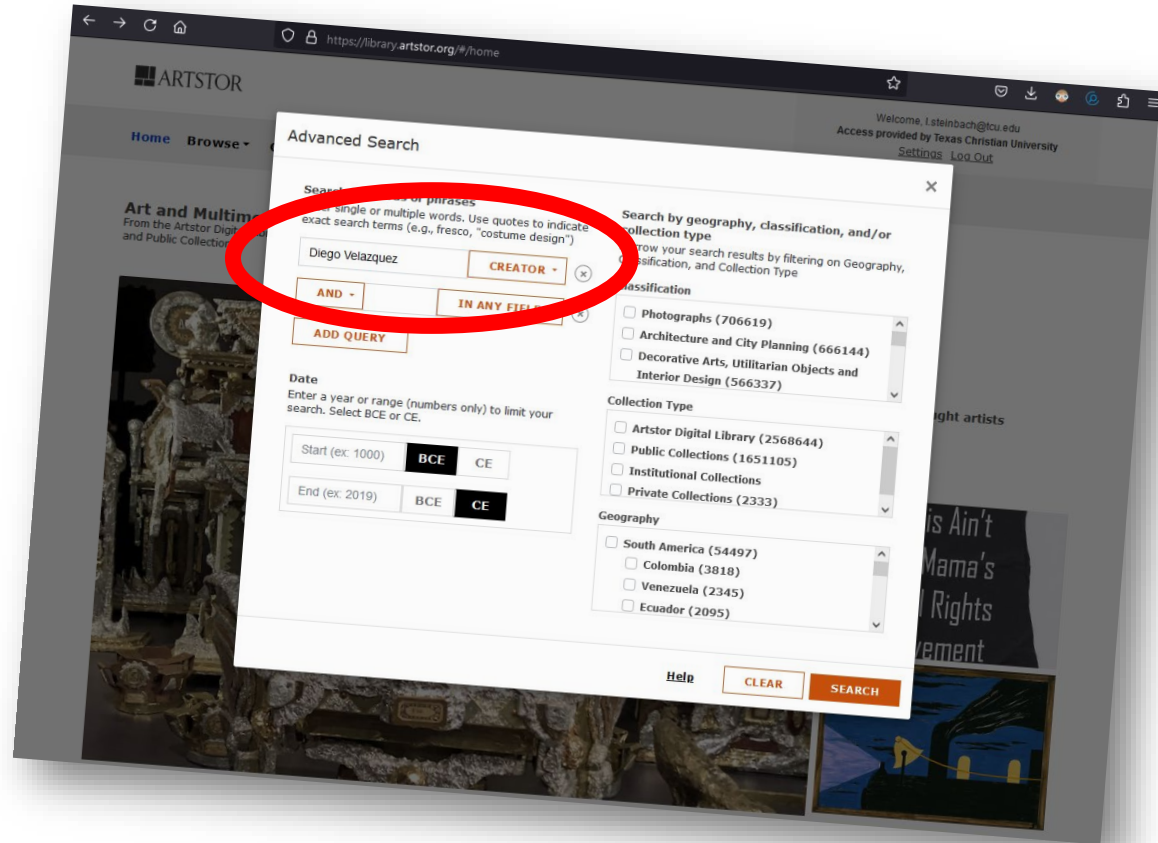 https://library.artstor.org/#/home
ARTSTOR
Welcome, l.steinbach@tcu.edu
Access provided by Texas Christian University
Settings Log Out
Home Browse
Art and Multime
From the Artstor Digital
and Public Collection
Advanced Search
×
phrases
single or multiple words. Use quotes to indicate
exact search terms (e.g., fresco, "costume design")
Diego Velazquez
CREATOR
AND
IN ANY FIEL
ADD QUERY
Date
Enter a year or range (numbers only) to limit your
search. Select BCE or CE.
Start (ex: 1000) BCE CE
End (ex: 2019) BCE CE
Search by geography, classification, and/or
collection type
row your search results by filtering on Geography,
ssification, and Collection Type
lassification
Photographs (706619)
Architecture and City Planning (666144)
Decorative Arts, Utilitarian Objects and
Interior Design (566337)
Collection Type
Artstor Digital Library (2568644)
Public Collections (1651105)
Institutional Collections
Private Collections (2333)
Geography
South America (54497)
Colombia (3818)
Venezuela (2345)
Ecuador (2095)
Help CLEAR SEARCH
ught artists
is Ain't
Mama's
Rights
vement